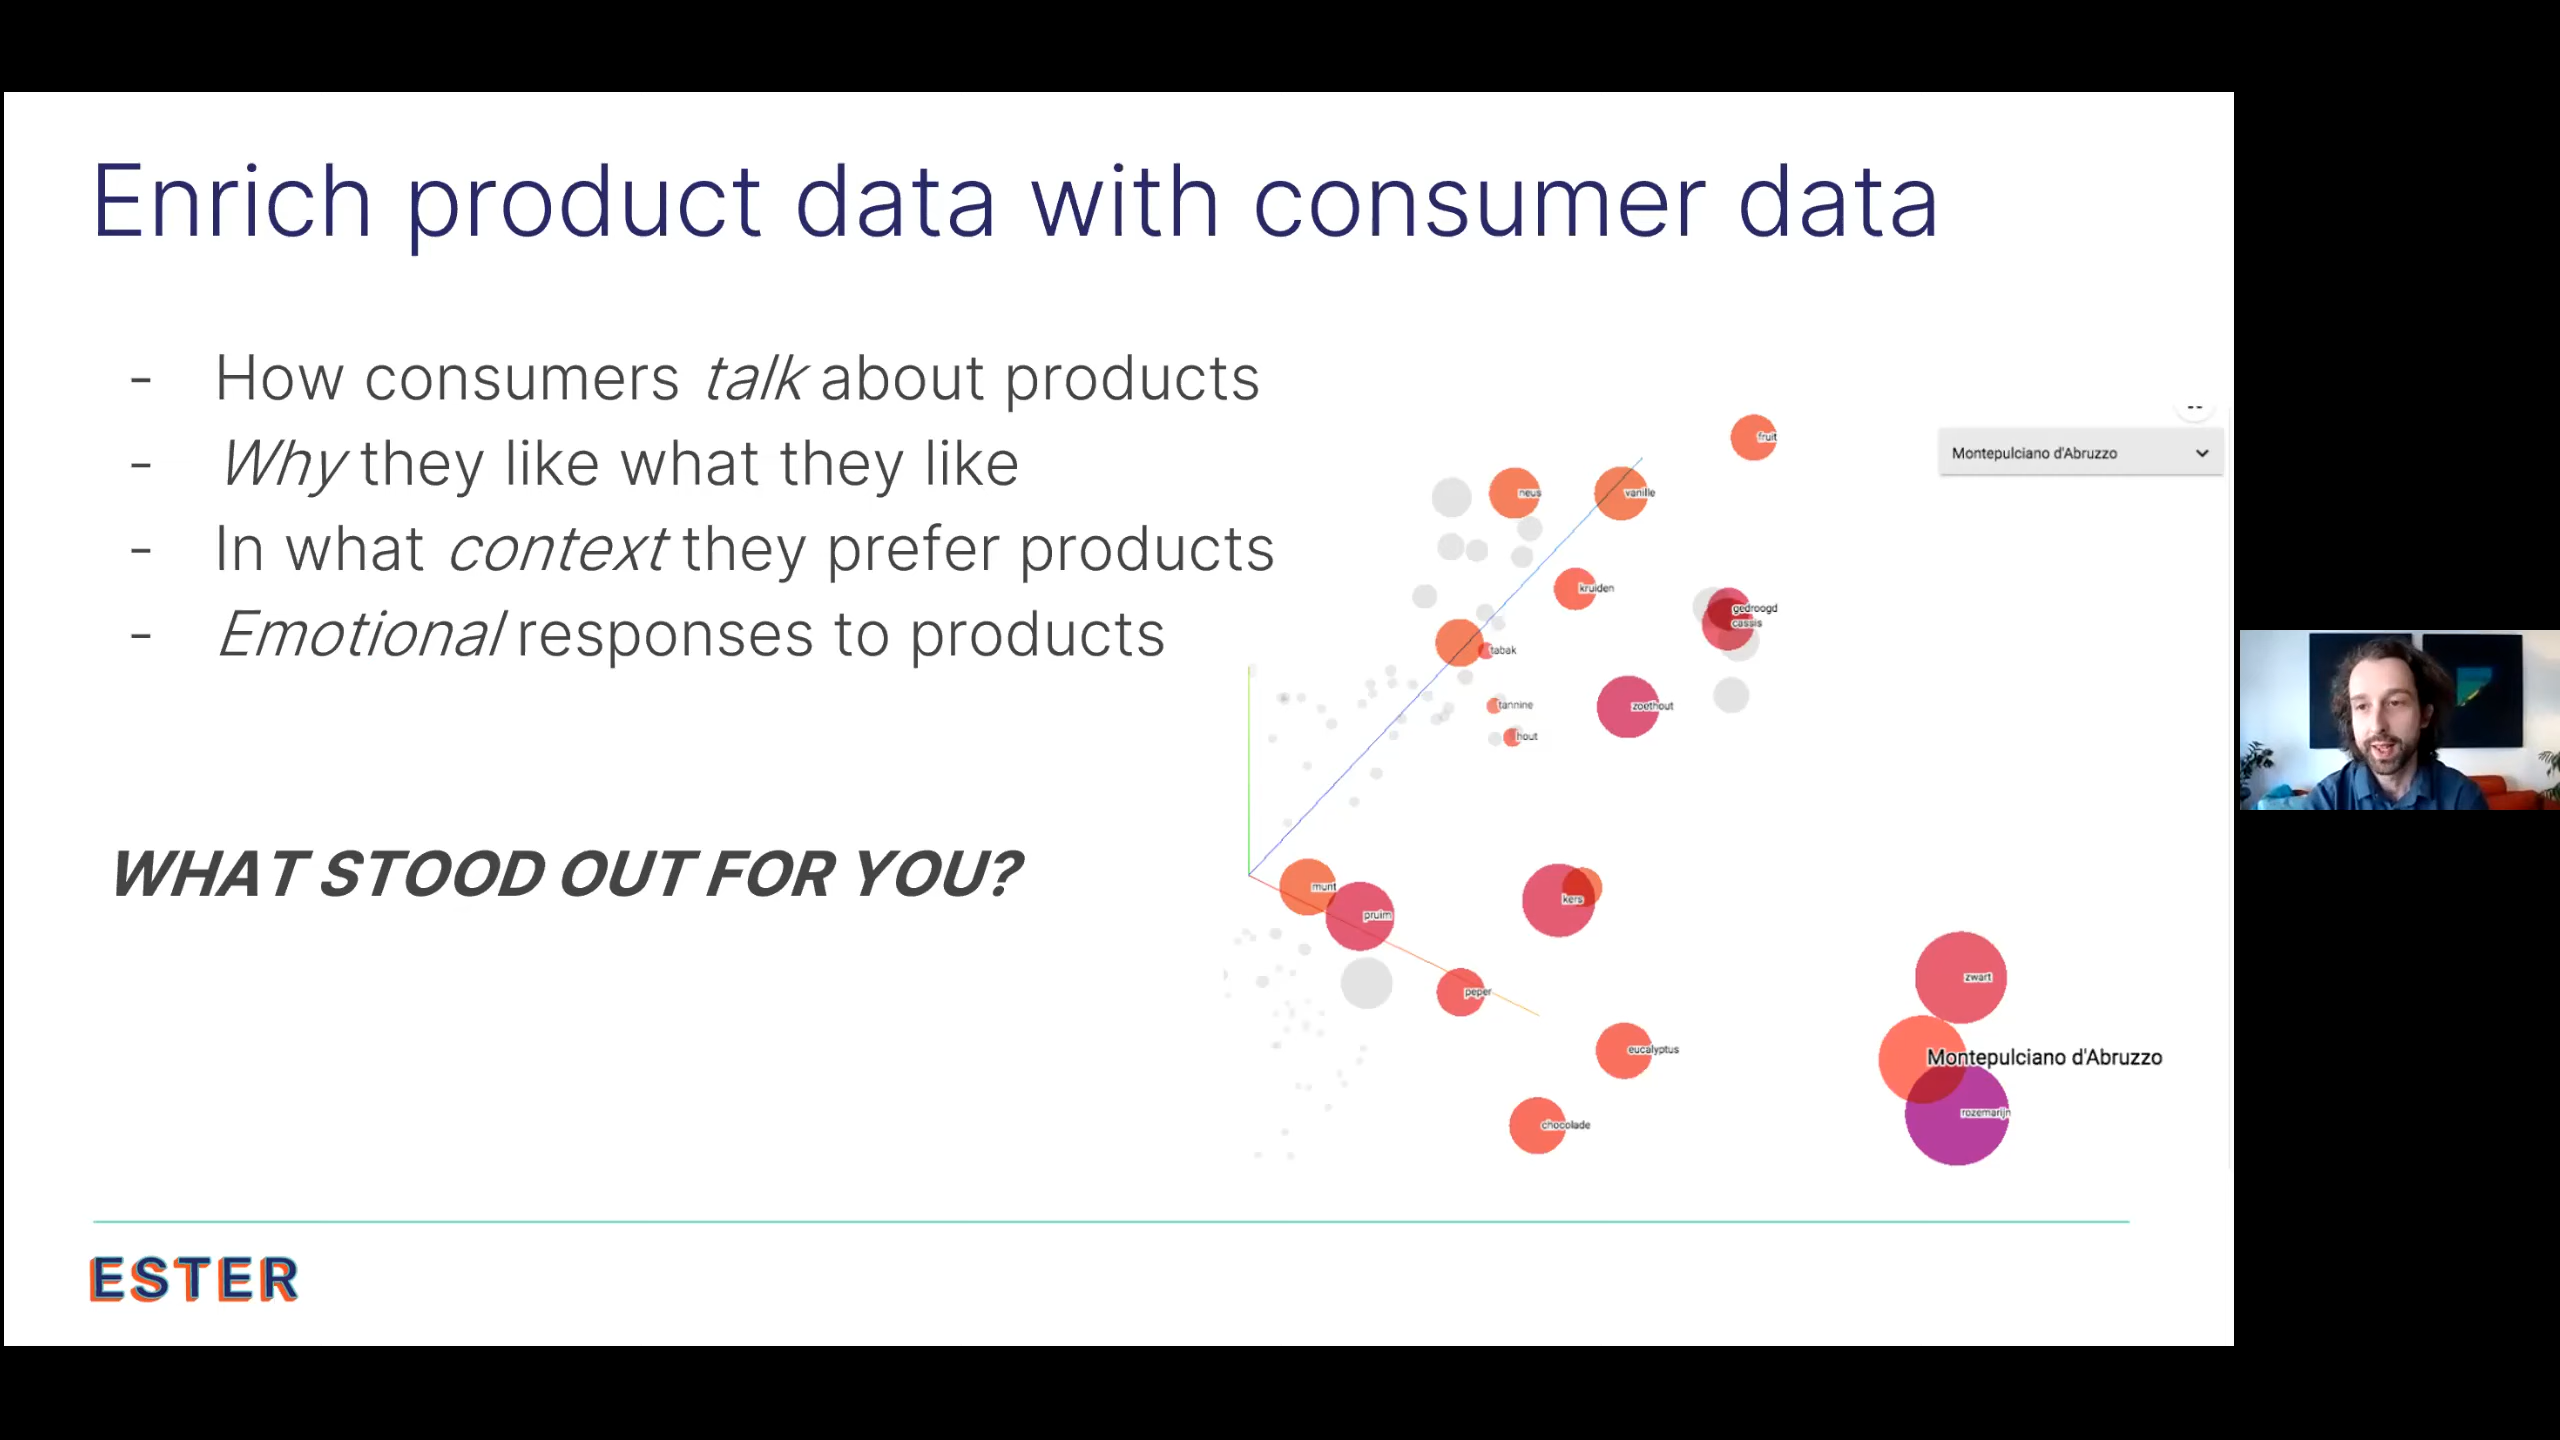 Enrich product data with consumer data
- How consumers talk about products
- Why they like what they like
- In what context they prefer products
- Emotional responses to products
WHAT STOOD OUT FOR YOU?
Montepulciano d'Abruzzo
fruit
neus
vanille
kruiden
gedroogd
cassis
tabak
tannine
zoethout
hout
munt
pruim
kers
peper
zwart
eucalyptus
Montepulciano d'Abruzzo
rozemarijn
chocolade
ESTER